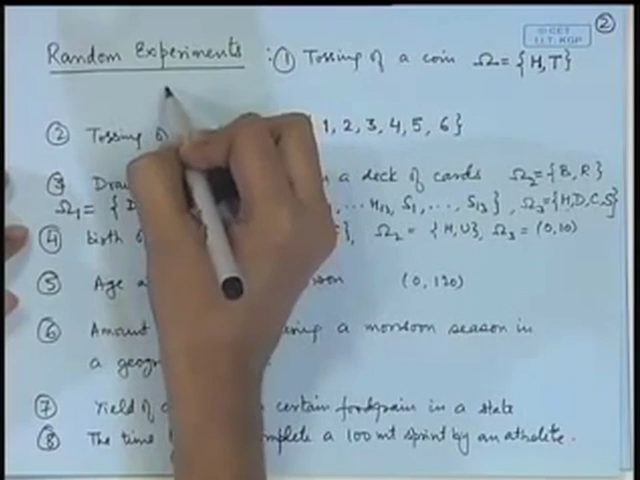 © CET
I.I.T. KGP
②
Random Experiments : ① Tossing of a coin Ω = {H, T}
② Tossing 1, 2, 3, 4, 5, 6 }
③ a deck of cards Ω₂ = {B, R}
Ω₁ = { ... H₁₃, S₁, ..., S₁₃ } , Ω₃ = {H, D, C, S}
④ birth }, Ω₂ = {H, U}, Ω₃ = (0, 10)
⑤ Age (0, 120)
⑥ Amount a monsoon season in
a
⑦ Yield of certain foodgrain in a state
⑧ The time complete a 100 mt sprint by an athelete.